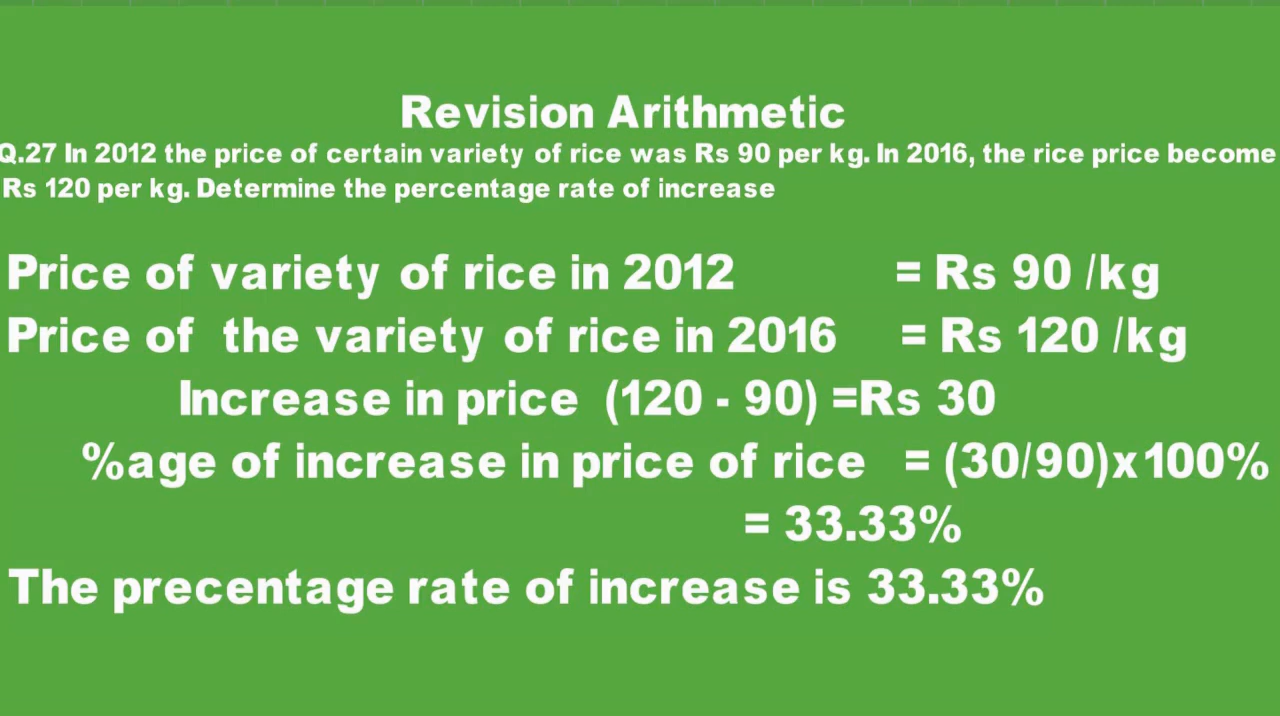 Revision Arithmetic
Q.27 In 2012 the price of certain variety of rice was Rs 90 per kg. In 2016, the rice price become
Rs 120 per kg. Determine the percentage rate of increase
Price of variety of rice in 2012 = Rs 90 /kg
Price of the variety of rice in 2016 = Rs 120 /kg
Increase in price (120 - 90) =Rs 30
%age of increase in price of rice = (30/90)x100%
= 33.33%
The precentage rate of increase is 33.33%